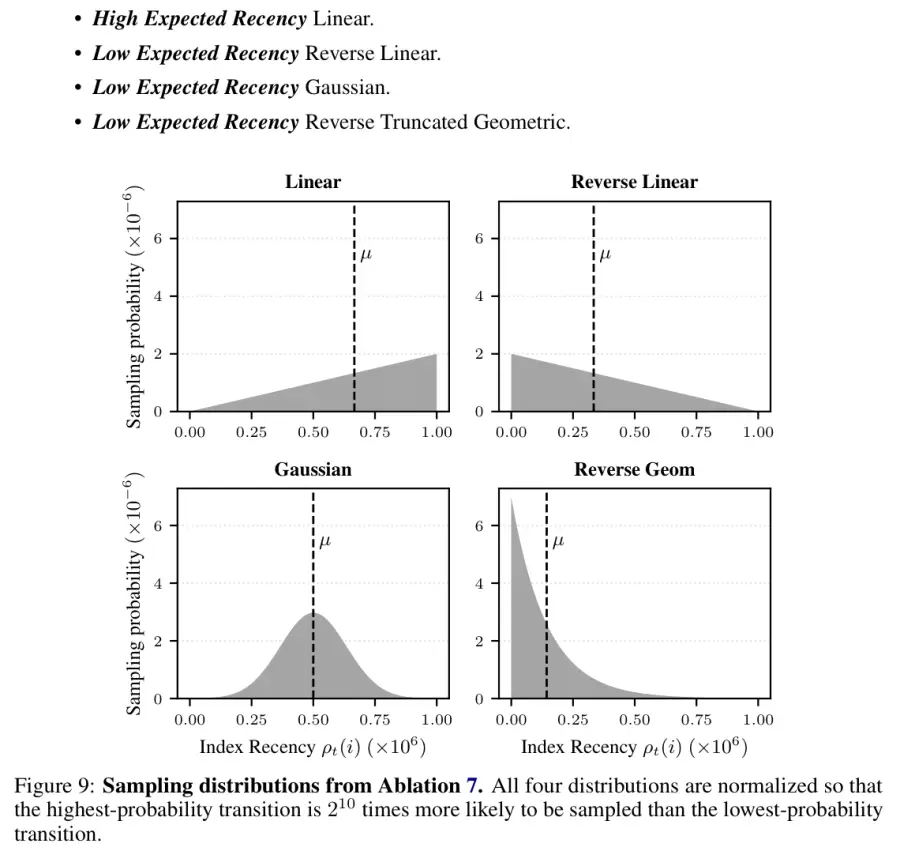 • High Expected Recency Linear.
• Low Expected Recency Reverse Linear.
• Low Expected Recency Gaussian.
• Low Expected Recency Reverse Truncated Geometric.
Linear
Sampling probability (×10⁻⁶)
6
4
2
0
μ
0.00 0.25 0.50 0.75 1.00
Reverse Linear
6
4
2
0
μ
0.00 0.25 0.50 0.75 1.00
Gaussian
Sampling probability (×10⁻⁶)
6
4
2
0
μ
0.00 0.25 0.50 0.75 1.00
Index Recency ρₜ(i) (×10⁶)
Reverse Geom
6
4
2
0
μ
0.00 0.25 0.50 0.75 1.00
Index Recency ρₜ(i) (×10⁶)
Figure 9: Sampling distributions from Ablation 7. All four distributions are normalized so that
the highest-probability transition is 2¹⁰ times more likely to be sampled than the lowest-probability
transition.